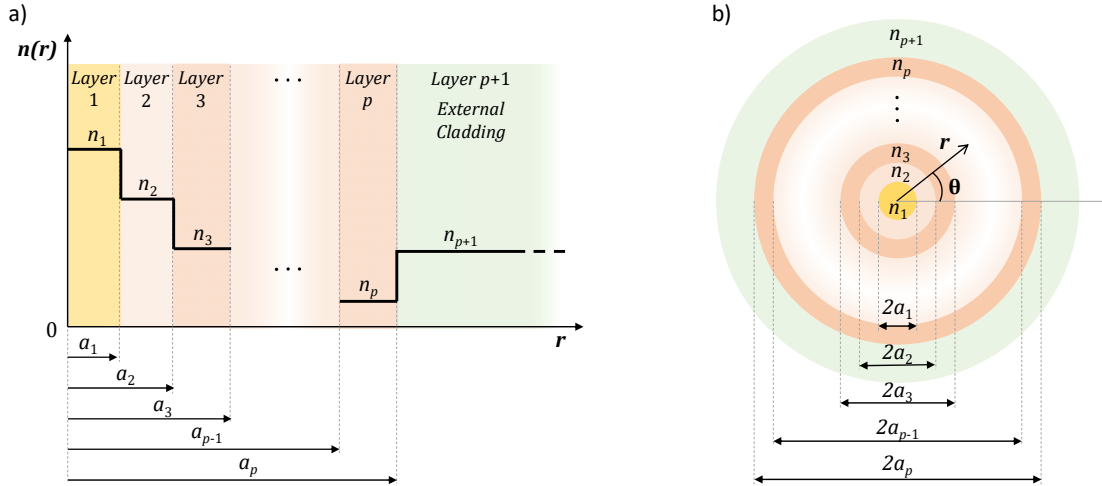 a)
n(r)
Layer 1
Layer 2
Layer 3
. . .
Layer p
Layer p+1
External
Cladding
n₁
n₂
n₃
. . .
nₚ
nₚ₊₁
0
r
a₁
a₂
a₃
aₚ₋₁
aₚ
b)
nₚ₊₁
nₚ
⋮
n₃
n₂
n₁
r
θ
2a₁
2a₂
2a₃
2aₚ₋₁
2aₚ